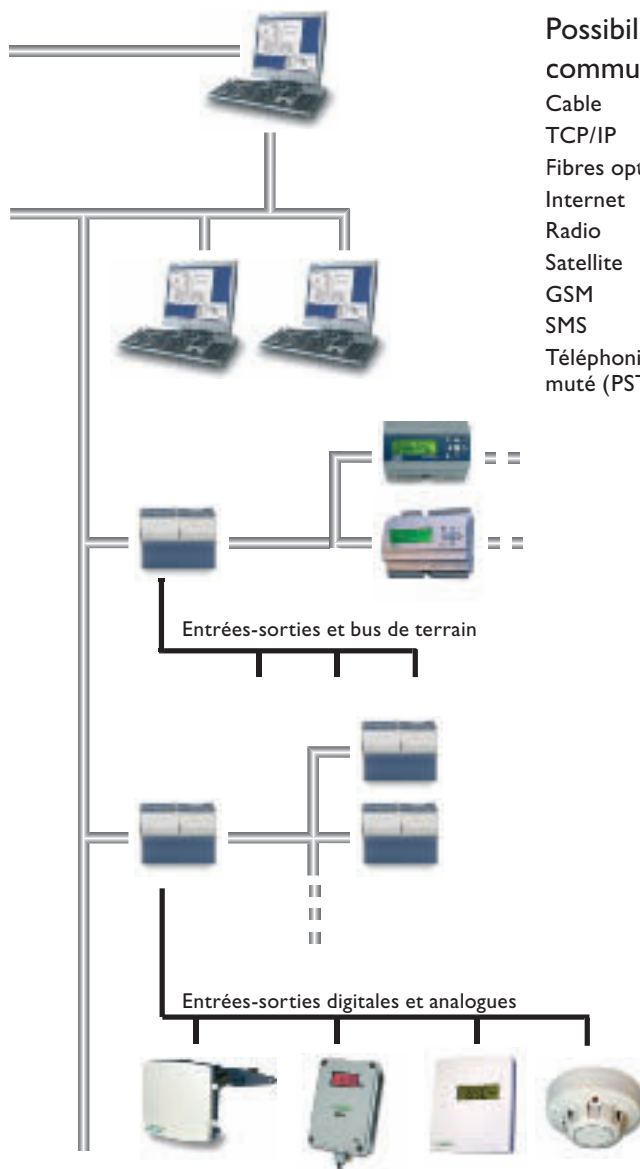 Possibil
commu
Cable
TCP/IP
Fibres opt
Internet
Radio
Satellite
GSM
SMS
Téléphoni
muté (PST
Entrées-sorties et bus de terrain
Entrées-sorties digitales et analogues